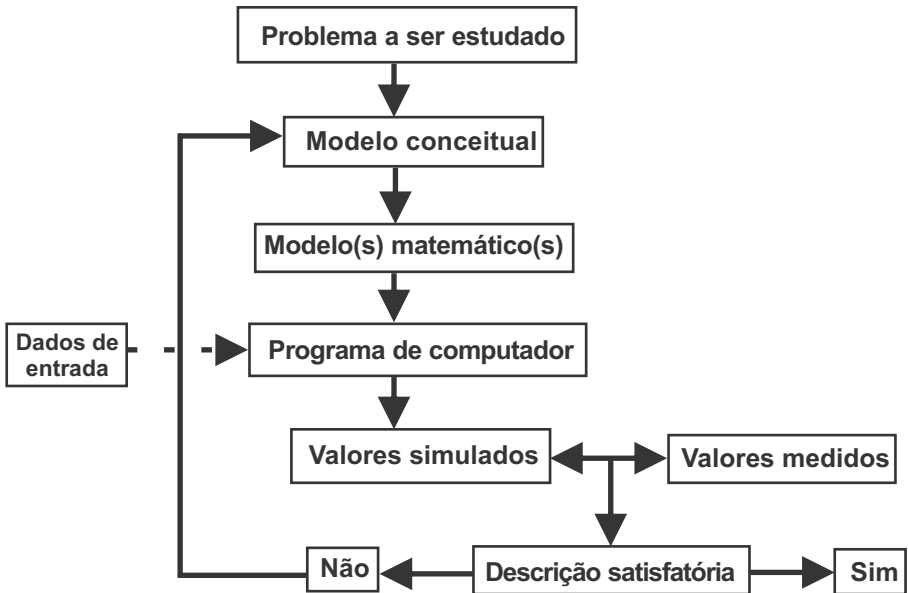 Problema a ser estudado
Modelo conceitual
Modelo(s) matemático(s)
Dados de
entrada
Programa de computador
Valores simulados
Valores medidos
Não
Descrição satisfatória
Sim